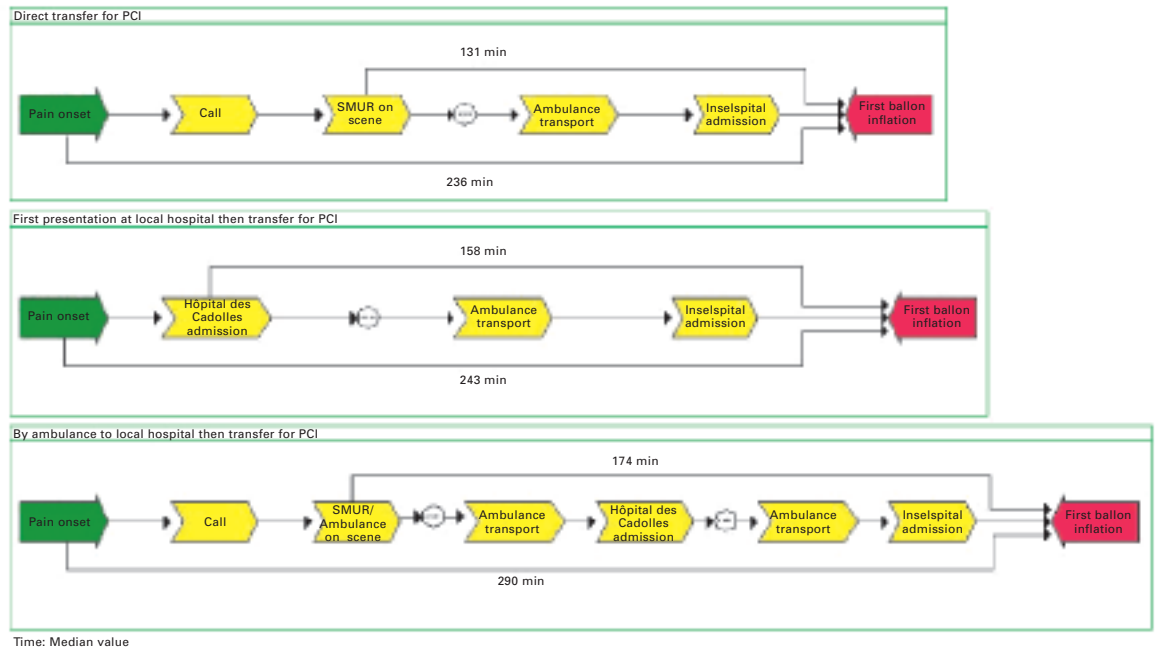 Direct transfer for PCI
131 min
Pain onset
Call
SMUR on
scene
Ambulance
transport
Inselspital
admission
First ballon
inflation
236 min
First presentation at local hospital then transfer for PCI
158 min
Pain onset
Hôpital des
Cadolles
admission
Ambulance
transport
Inselspital
admission
First ballon
inflation
243 min
By ambulance to local hospital then transfer for PCI
174 min
Pain onset
Call
SMUR/
Ambulance
on scene
Ambulance
transport
Hôpital des
Cadolles
admission
Ambulance
transport
Inselspital
admission
First ballon
inflation
290 min
Time: Median value